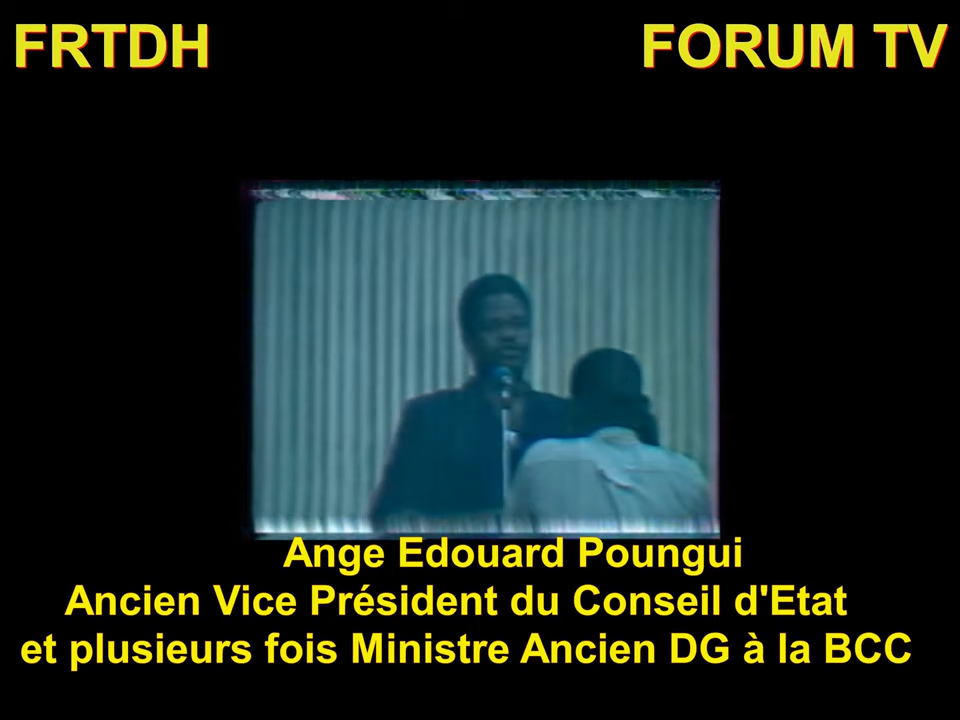 FRTDH FORUM TV
Ange Edouard Poungui
Ancien Vice Président du Conseil d'Etat
et plusieurs fois Ministre Ancien DG à la BCC